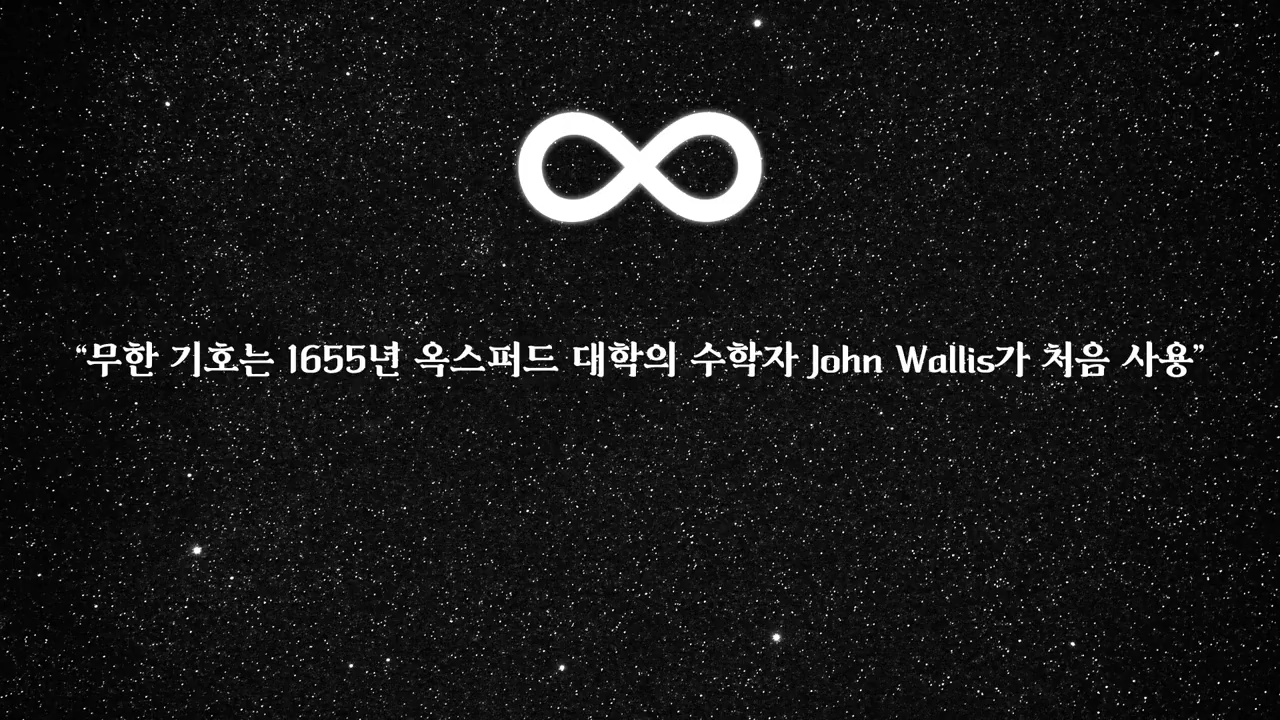 ∞
“무한 기호는 1655년 옥스퍼드 대학의 수학자 John Wallis가 처음 사용”